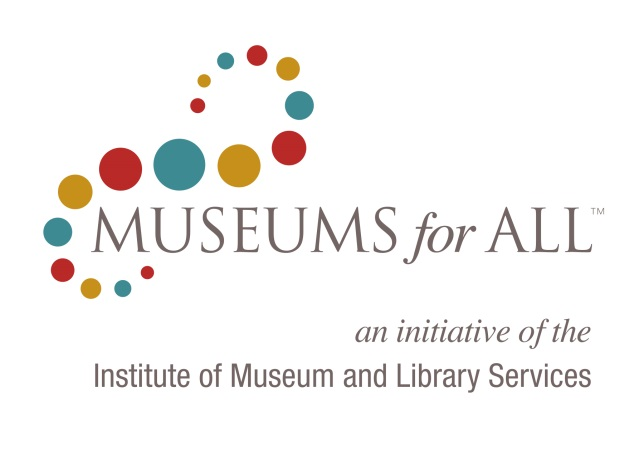 MUSEUMS for ALL™
an initiative of the
Institute of Museum and Library Services